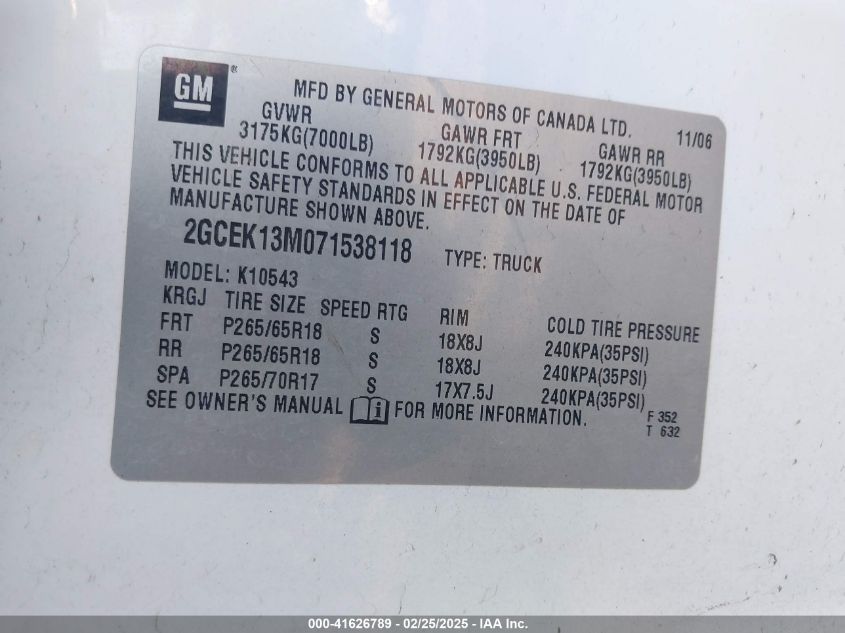 GM®
MFD BY GENERAL MOTORS OF CANADA LTD. 11/06
GVWR GAWR FRT GAWR RR
3175KG(7000LB) 1792KG(3950LB) 1792KG(3950LB)
THIS VEHICLE CONFORMS TO ALL APPLICABLE U.S. FEDERAL MOTOR
VEHICLE SAFETY STANDARDS IN EFFECT ON THE DATE OF
MANUFACTURE SHOWN ABOVE.
2GCEK13M071538118 TYPE: TRUCK
MODEL: K10543
KRGJ TIRE SIZE SPEED RTG RIM COLD TIRE PRESSURE
FRT P265/65R18 S 18X8J 240KPA(35PSI)
RR P265/65R18 S 18X8J 240KPA(35PSI)
SPA P265/70R17 S 17X7.5J 240KPA(35PSI)
SEE OWNER'S MANUAL i FOR MORE INFORMATION.
F 352
T 632
000-41626789 - 02/25/2025 - IAA Inc.